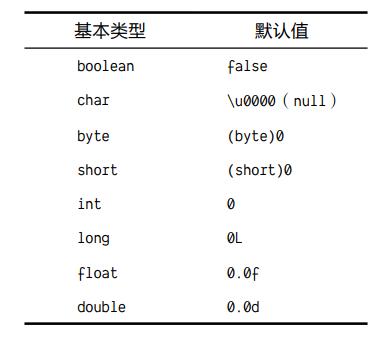 基本类型 默认值
boolean false
char \u0000（null）
byte (byte)0
short (short)0
int 0
long 0L
float 0.0f
double 0.0d